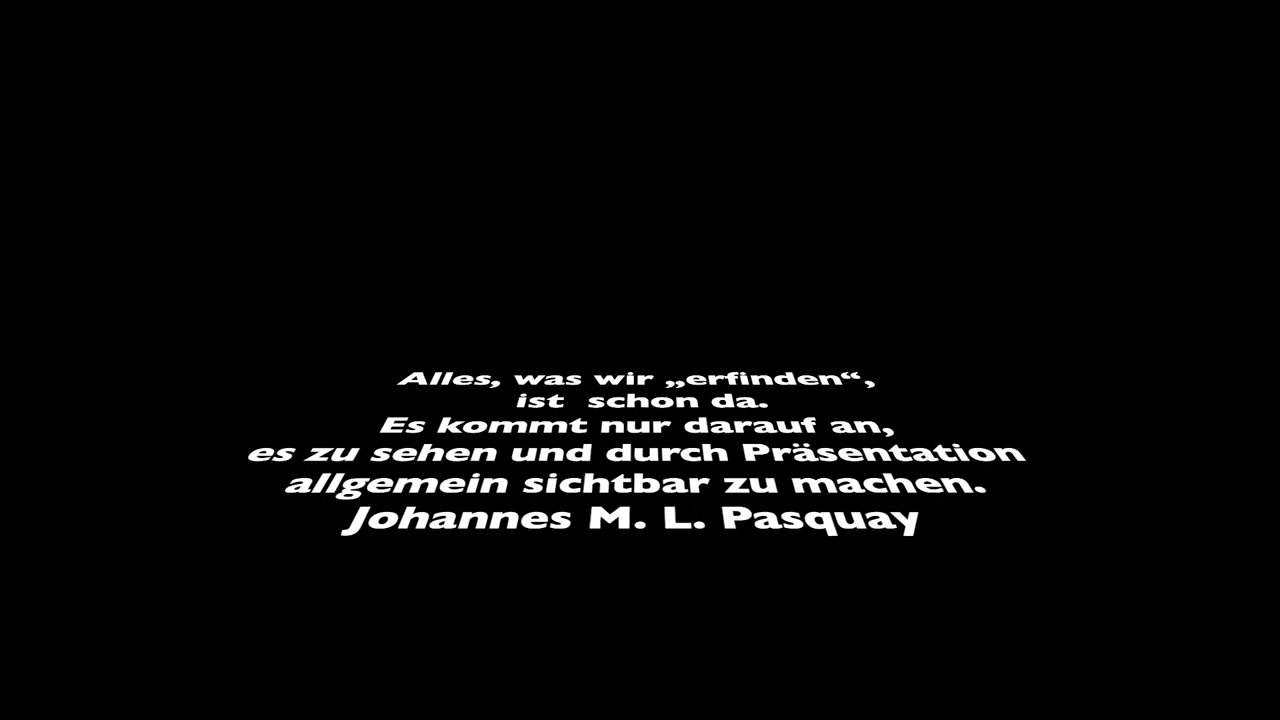 Alles, was wir „erfinden“,
ist schon da.
Es kommt nur darauf an,
es zu sehen und durch Präsentation
allgemein sichtbar zu machen.
Johannes M. L. Pasquay